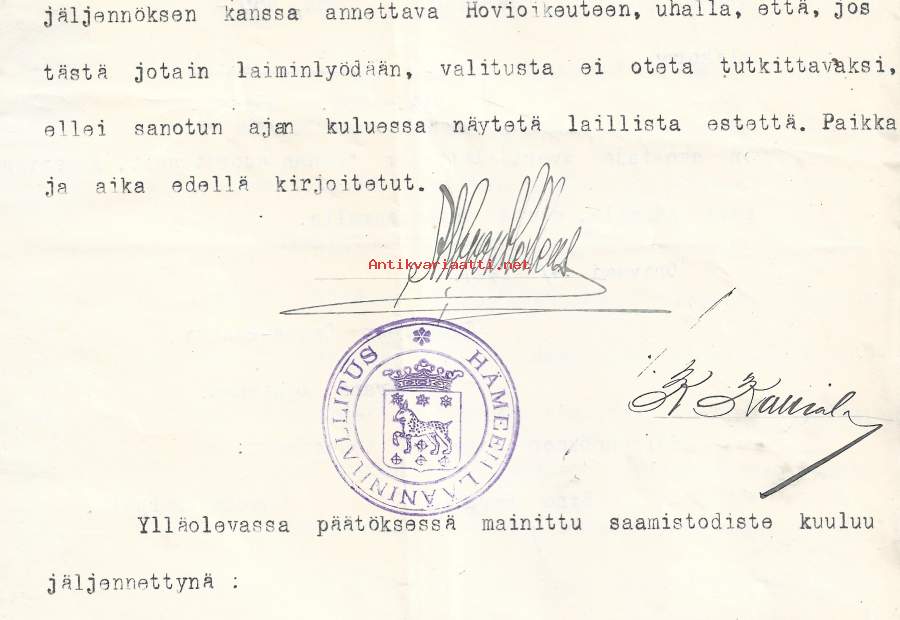 jäljennöksen kanssa annettava Hovioikeuteen, uhalla, että, jos
tästä jotain laiminlyödään, valitusta ei oteta tutkittavaksi,
ellei sanotun ajan kuluessa näytetä laillista estettä. Paikka
ja aika edellä kirjoitetut.
Antikvariaatti.net
HÄMEEN LÄÄNINHALLITUS
K
Ylläolevassa päätöksessä mainittu saamistodiste kuuluu
jäljennettynä :